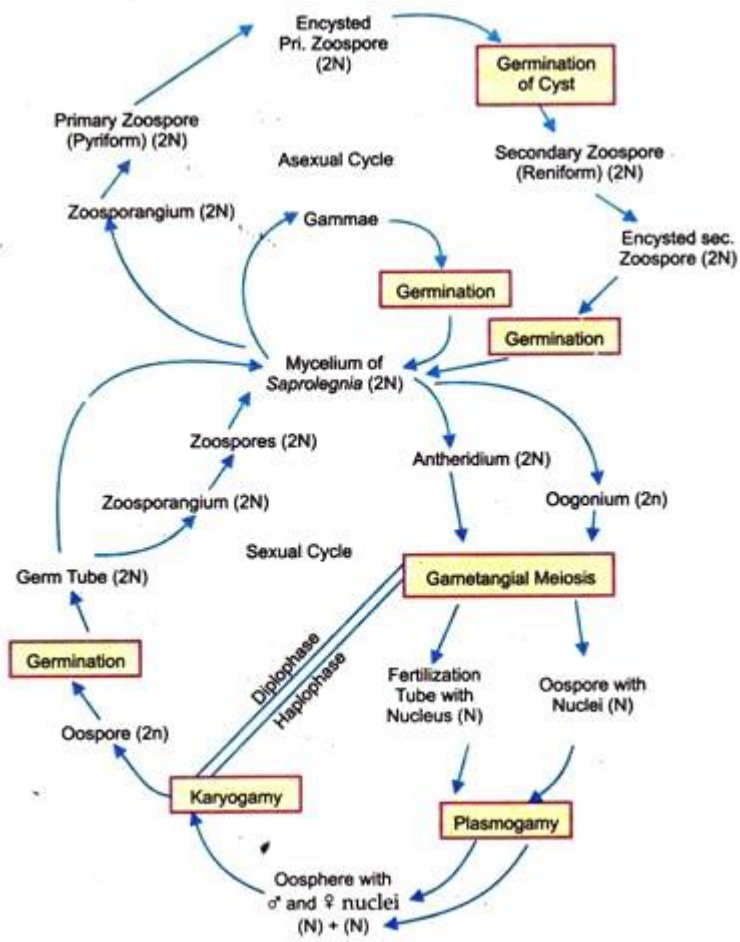 Encysted
Pri. Zoospore
(2N)
Germination
of Cyst
Primary Zoospore
(Pyriform) (2N)
Asexual Cycle
Secondary Zoospore
(Reniform) (2N)
Zoosporangium (2N)
Gammae
Encysted sec.
Zoospore (2N)
Germination
Germination
Mycelium of
Saprolegnia (2N)
Zoospores (2N)
Antheridium (2N)
Zoosporangium (2N)
Oogonium (2n)
Sexual Cycle
Germ Tube (2N)
Gametangial Meiosis
Germination
Diplophase
Haplophase
Fertilization
Tube with
Nucleus (N)
Oospore with
Nuclei (N)
Oospore (2n)
Karyogamy
Plasmogamy
Oosphere with
♂ and ♀ nuclei
(N) + (N)